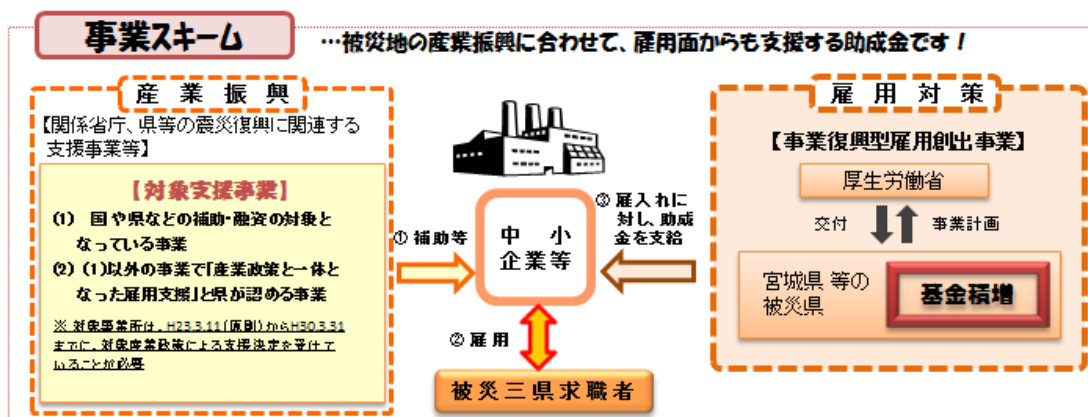 事業スキーム
…被災地の産業振興に合わせて、雇用面からも支援する助成金です!
産業振興
【関係省庁、県等の震災復興に関連する
支援事業等】
【対象支援事業】
(1) 国や県などの補助・融資の対象と
なっている事業
(2) (1)以外の事業で「産業政策と一体と
なった雇用支援」と県が認める事業
※ 対象事業所は、H23.3.11(原則)からH30.3.31
までに、対象産業政策による支援決定を受けて
いることが必要
①補助等
中小
企業等
③雇入れに
対し、助成
金を支給
②雇用
被災三県求職者
雇用対策
【事業復興型雇用創出事業】
厚生労働省
交付
事業計画
宮城県等の
被災県
基金積増